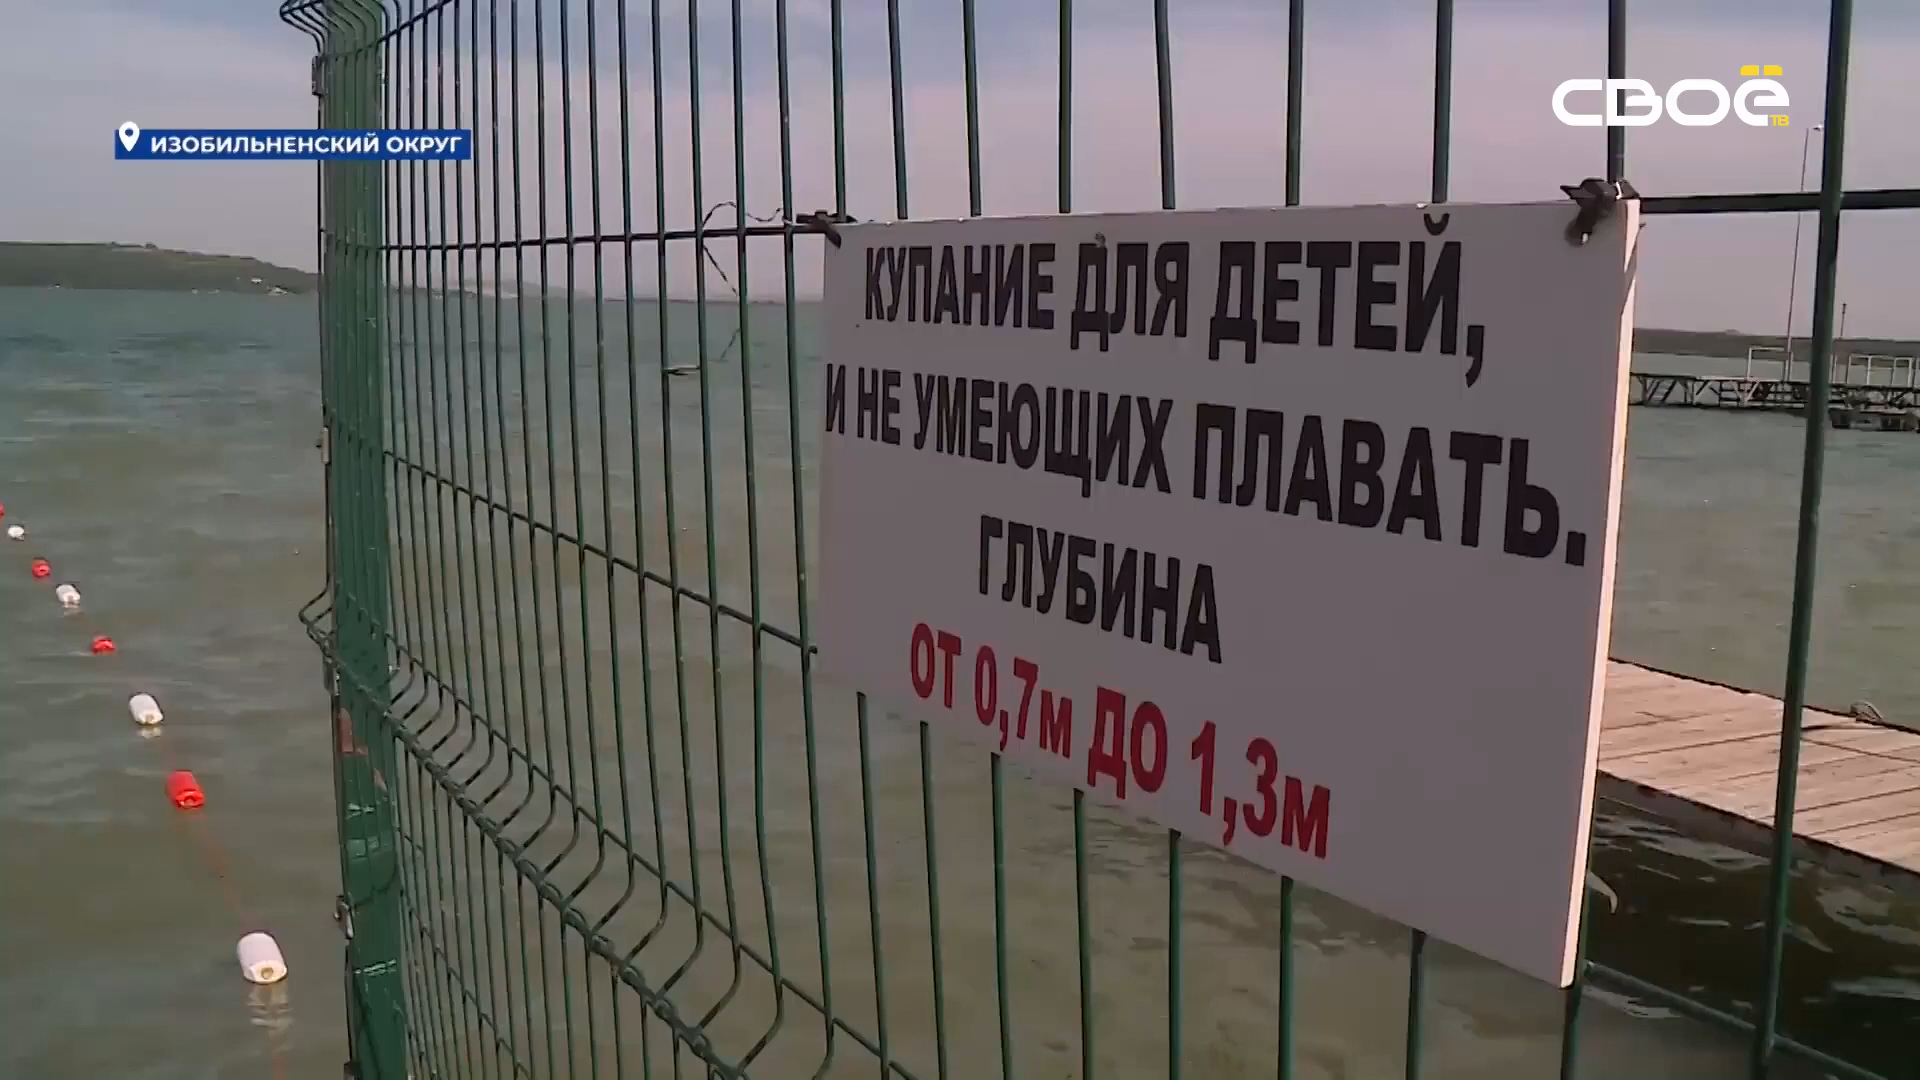 СВОЁ ТВ
ИЗОБИЛЬНЕНСКИЙ ОКРУГ
КУПАНИЕ ДЛЯ ДЕТЕЙ,
И НЕ УМЕЮЩИХ ПЛАВАТЬ.
ГЛУБИНА
ОТ 0,7м ДО 1,3м